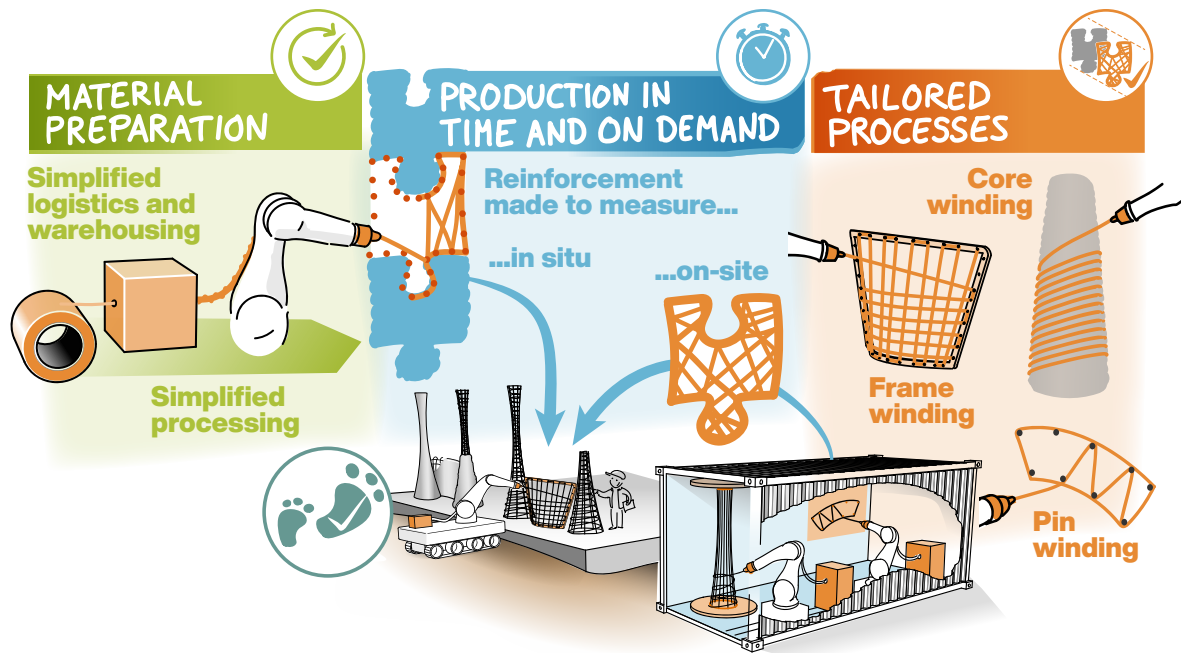 MATERIAL
PREPARATION
Simplified
logistics and
warehousing
Simplified
processing
PRODUCTION IN
TIME AND ON DEMAND
Reinforcement
made to measure...
...in situ
...on-site
TAILORED
PROCESSES
Core
winding
Frame
winding
Pin
winding